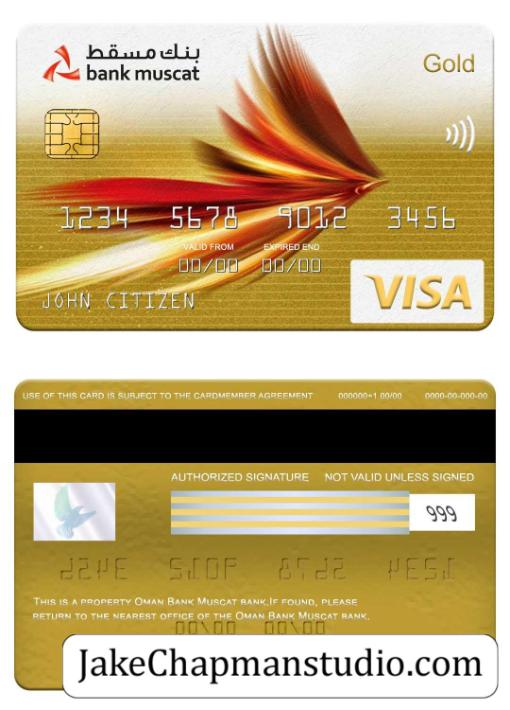 بنك مسقط
bank muscat
Gold
1234 5678 9012 3456
VALID FROM EXPIRED END
00/00 00/00
JOHN CITIZEN
VISA
USE OF THIS CARD IS SUBJECT TO THE CARDMEMBER AGREEMENT 000000+1 00/00 0000-00-000-00
AUTHORIZED SIGNATURE NOT VALID UNLESS SIGNED
999
THIS IS A PROPERTY OMAN BANK MUSCAT BANK,IF FOUND, PLEASE
RETURN TO THE NEAREST OFFICE OF THE OMAN BANK MUSCAT BANK.
JakeChapmanstudio.com